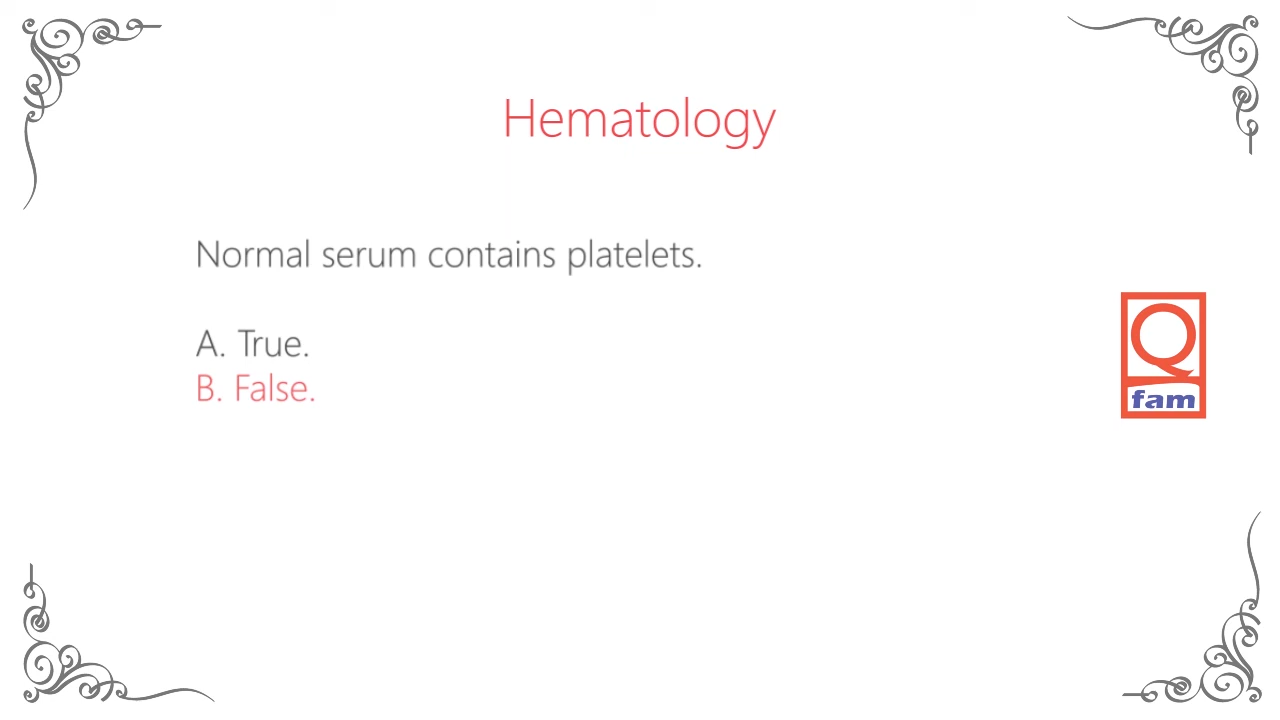 Hematology
Normal serum contains platelets.
A. True.
B. False.
Q
fam